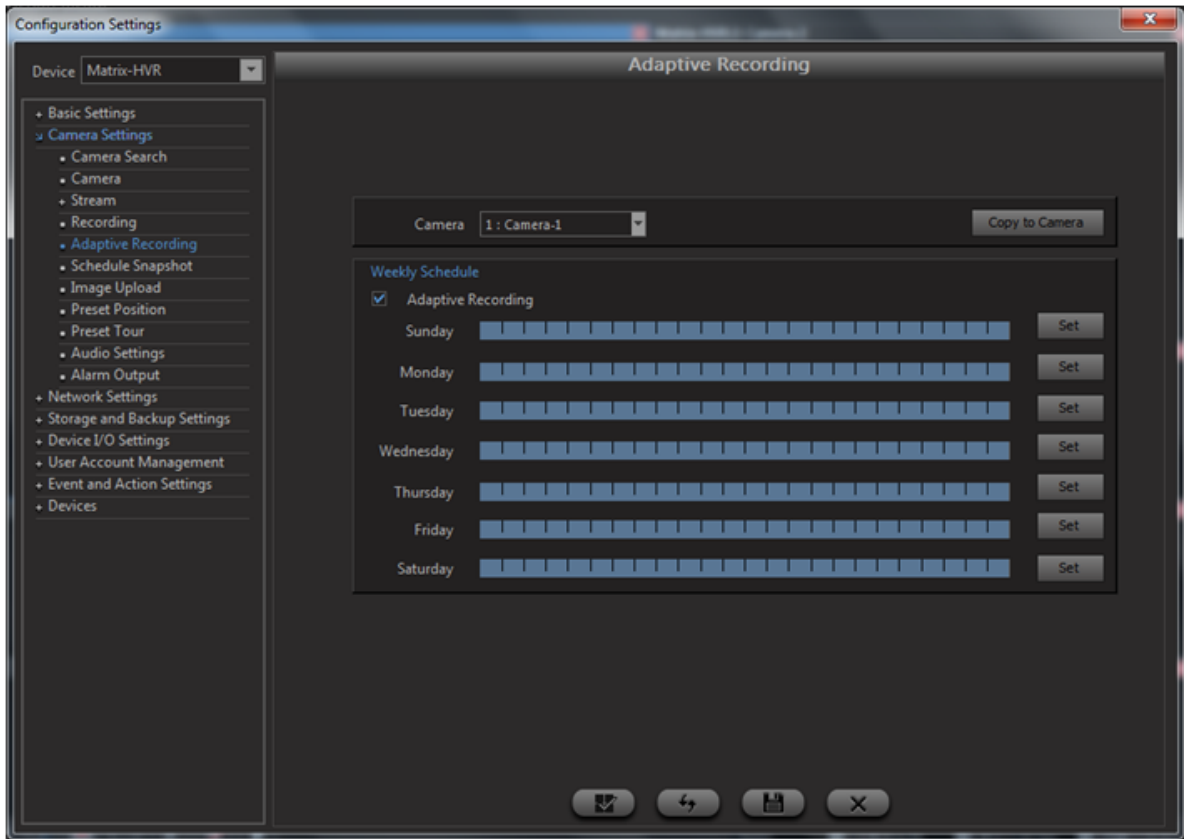 Configuration Settings
Device Matrix-HVR
Adaptive Recording
+ Basic Settings
Camera Settings
Camera Search
Camera
+ Stream
Recording
Adaptive Recording
Schedule Snapshot
Image Upload
Preset Position
Preset Tour
Audio Settings
Alarm Output
+ Network Settings
+ Storage and Backup Settings
+ Device I/O Settings
+ User Account Management
+ Event and Action Settings
+ Devices
Camera 1 : Camera-1 Copy to Camera
Weekly Schedule
Adaptive Recording
Sunday Set
Monday Set
Tuesday Set
Wednesday Set
Thursday Set
Friday Set
Saturday Set